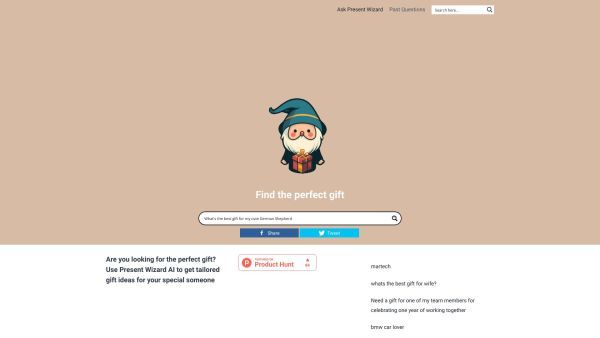 Ask Present Wizard
Past Questions
Search here...
Find the perfect gift
What's the best gift for my cute German Shepherd
Share
Tweet
Are you looking for the perfect gift?
Use Present Wizard AI to get tailored
gift ideas for your special someone
Product Hunt
martech
whats the best gift for wife?
Need a gift for one of my team members for
celebrating one year of working together
bmw car lover